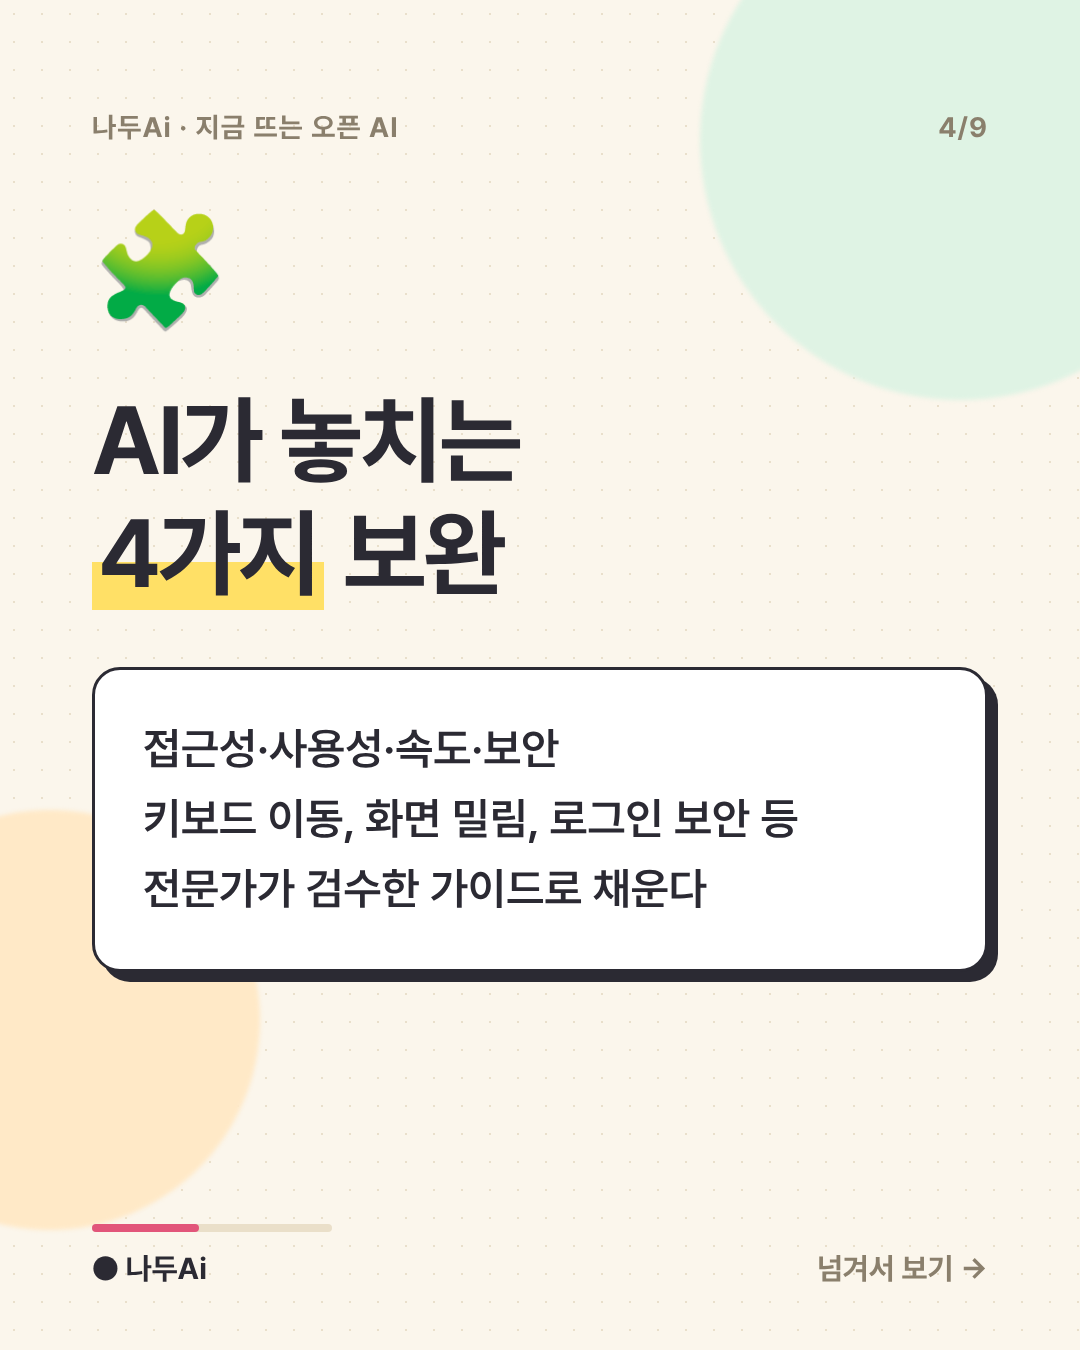 나두Ai · 지금 뜨는 오픈 AI
4/9
AI가 놓치는
4가지 보완
접근성·사용성·속도·보안
키보드 이동, 화면 밀림, 로그인 보안 등
전문가가 검수한 가이드로 채운다
나두Ai
넘겨서 보기 →